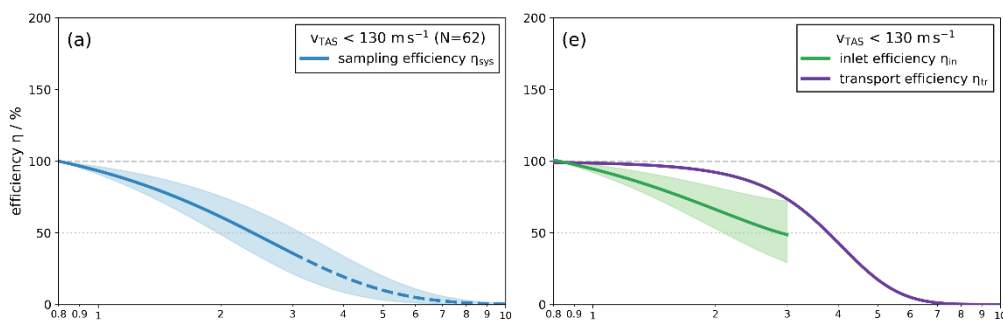 (a)
v_TAS < 130 m s⁻¹ (N=62)
sampling efficiency η_sys
efficiency η / %
200
150
100
50
0
0.8 0.9 1 2 3 4 5 6 7 8 9 10
(e)
v_TAS < 130 m s⁻¹
inlet efficiency η_in
transport efficiency η_tr
200
150
100
50
0
0.8 0.9 1 2 3 4 5 6 7 8 9 10